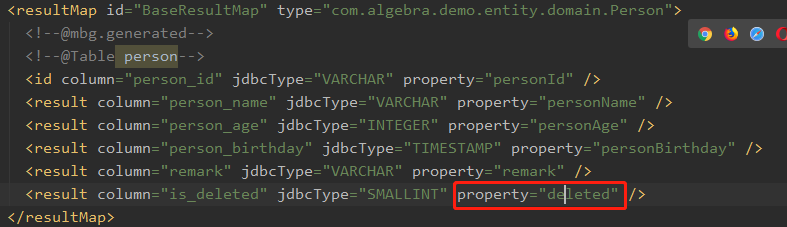 <resultMap id="BaseResultMap" type="com.algebra.demo.entity.domain.Person">
<!--@mbg.generated-->
<!--@Table person-->
<id column="person_id" jdbcType="VARCHAR" property="personId" />
<result column="person_name" jdbcType="VARCHAR" property="personName" />
<result column="person_age" jdbcType="INTEGER" property="personAge" />
<result column="person_birthday" jdbcType="TIMESTAMP" property="personBirthday" />
<result column="remark" jdbcType="VARCHAR" property="remark" />
<result column="is_deleted" jdbcType="SMALLINT" property="deleted" />
</resultMap>